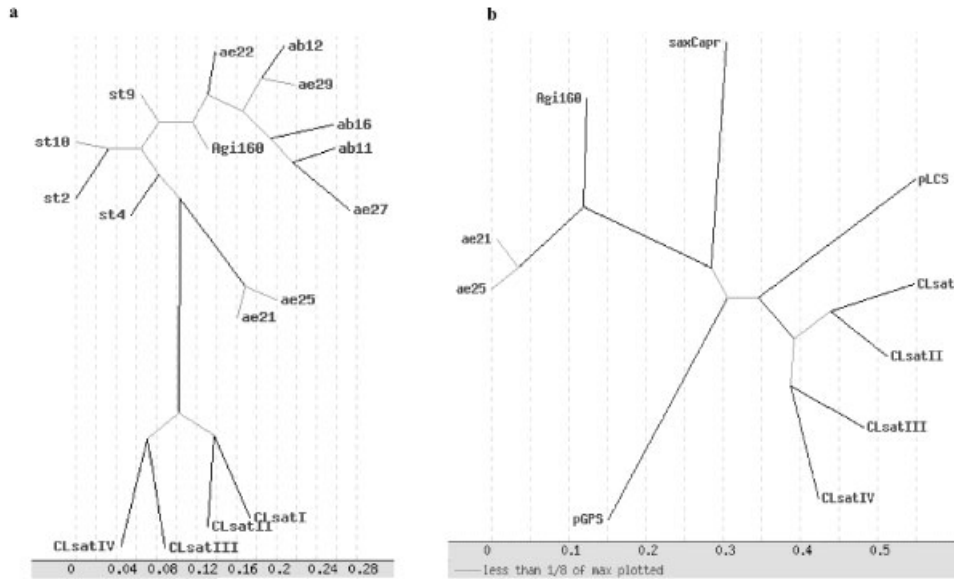 a
b
ab12
ae22
ae29
st9
ab16
st10
Agi160
ab11
st2
st4
ae27
ae25
ae21
CLsatI
CLsatII
CLsatIV
CLsatIII
0 0.04 0.08 0.12 0.16 0.20 0.24 0.28
saxCapr
Agi160
pLCS
ae21
ae25
CLsat
CLsatII
CLsatIII
CLsatIV
pGPS
0 0.1 0.2 0.3 0.4 0.5
less than 1/8 of max plotted